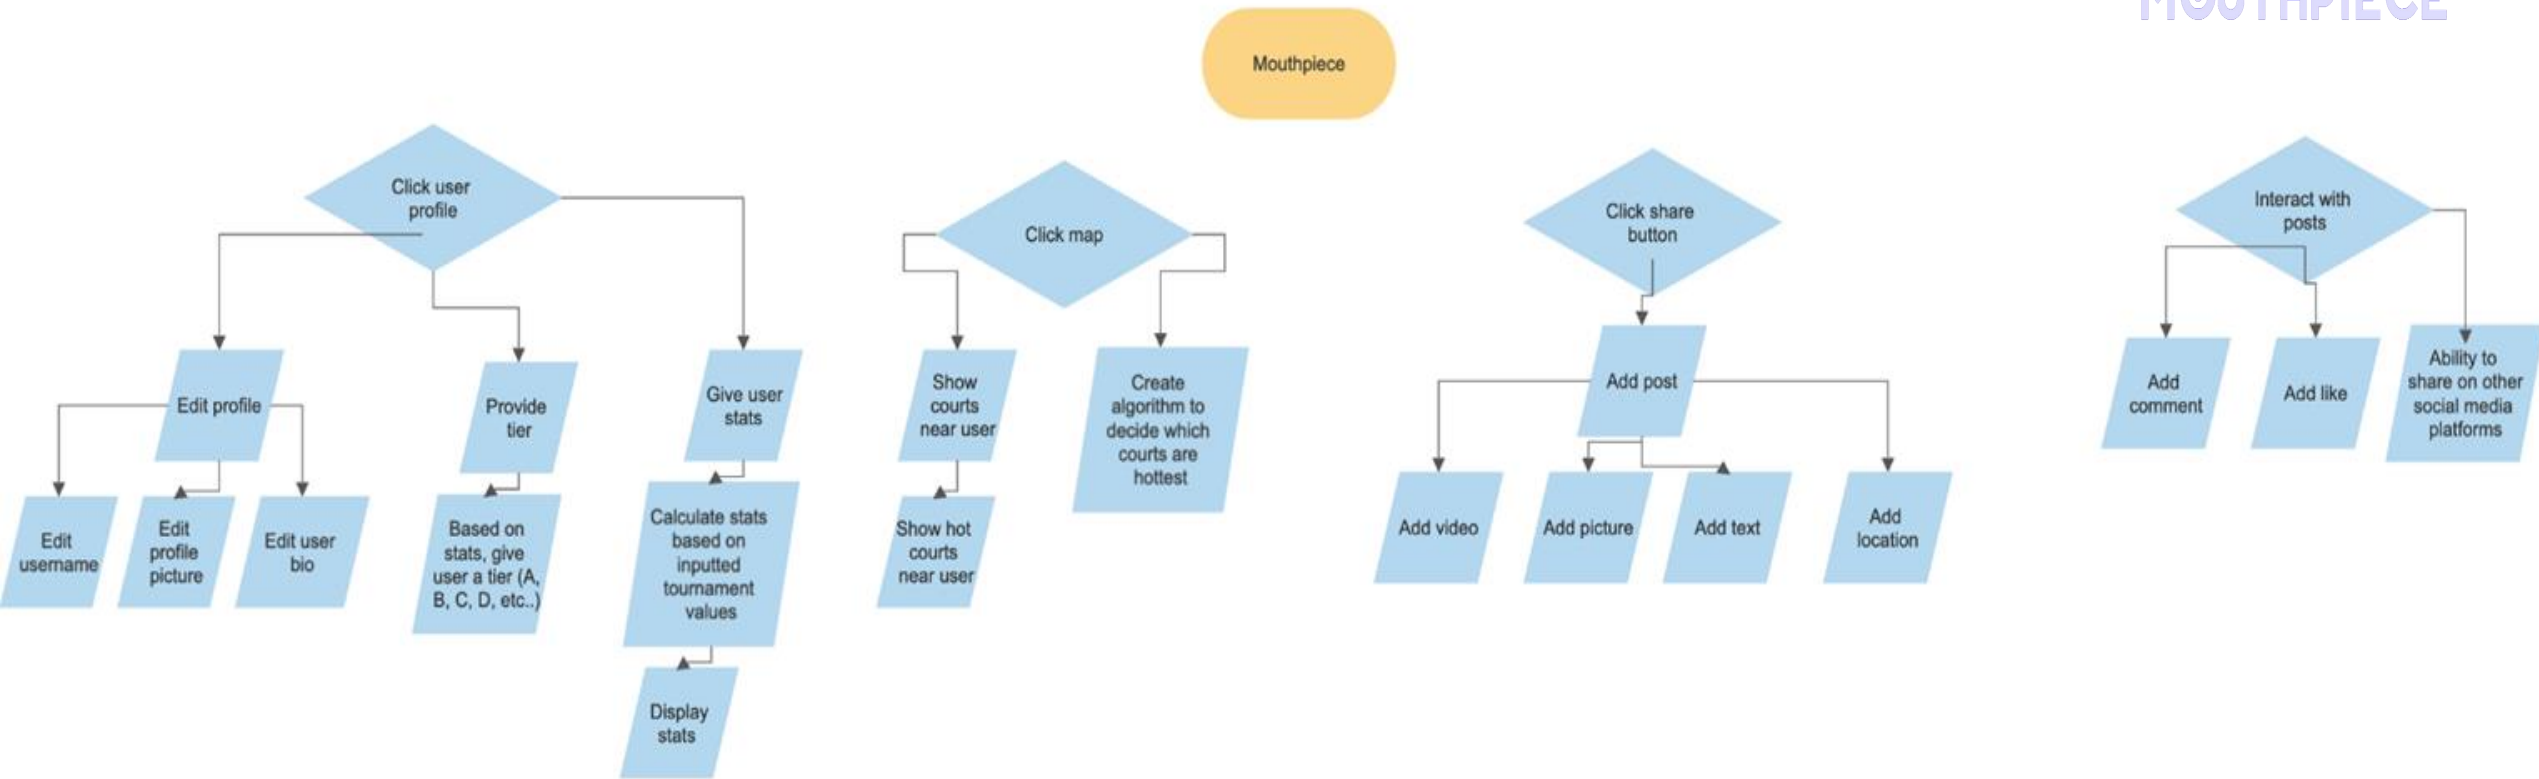 MOUTHPIECE
Mouthpiece
Click user
profile
Click map
Click share
button
Interact with
posts
Edit profile
Provide
tier
Give user
stats
Show
courts
near user
Create
algorithm to
decide which
courts are
hottest
Add post
Add
comment
Add like
Ability to
share on other
social media
platforms
Edit
username
Edit
profile
picture
Edit user
bio
Based on
stats, give
user a tier (A,
B, C, D, etc..)
Calculate stats
based on
inputted
tournament
values
Show hot
courts
near user
Add video
Add picture
Add text
Add
location
Display
stats